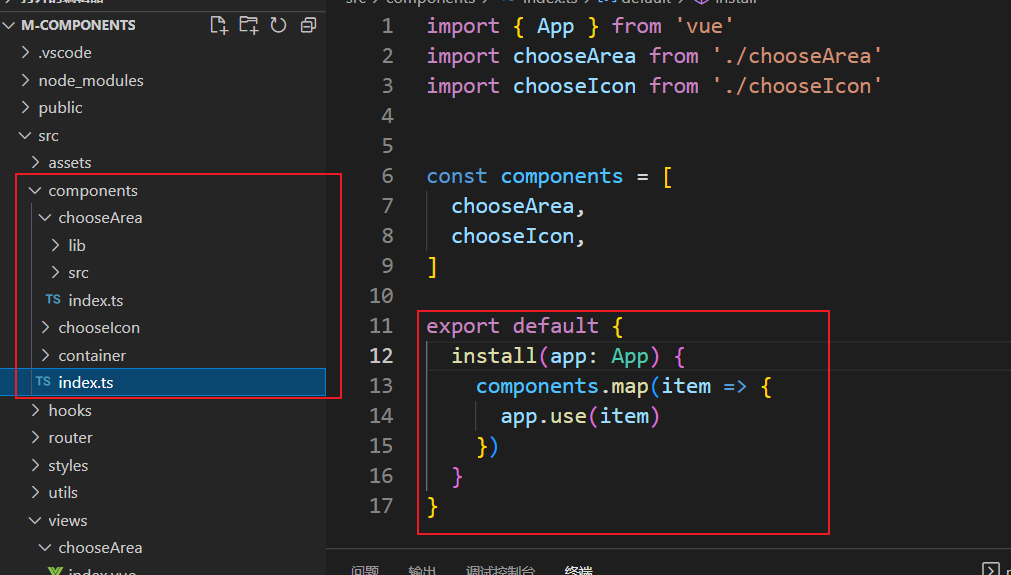 M-COMPONENTS
.vscode
node_modules
public
src
assets
components
chooseArea
lib
src
TS index.ts
chooseIcon
container
TS index.ts
hooks
router
styles
utils
views
chooseArea
index.vue
src > components > index.ts > default > install
1 import { App } from 'vue'
2 import chooseArea from './chooseArea'
3 import chooseIcon from './chooseIcon'
4
5
6 const components = [
7 chooseArea,
8 chooseIcon,
9 ]
10
11 export default {
12 install(app: App) {
13 components.map(item => {
14 app.use(item)
15 })
16 }
17 }
问题 输出 调试控制台 终端